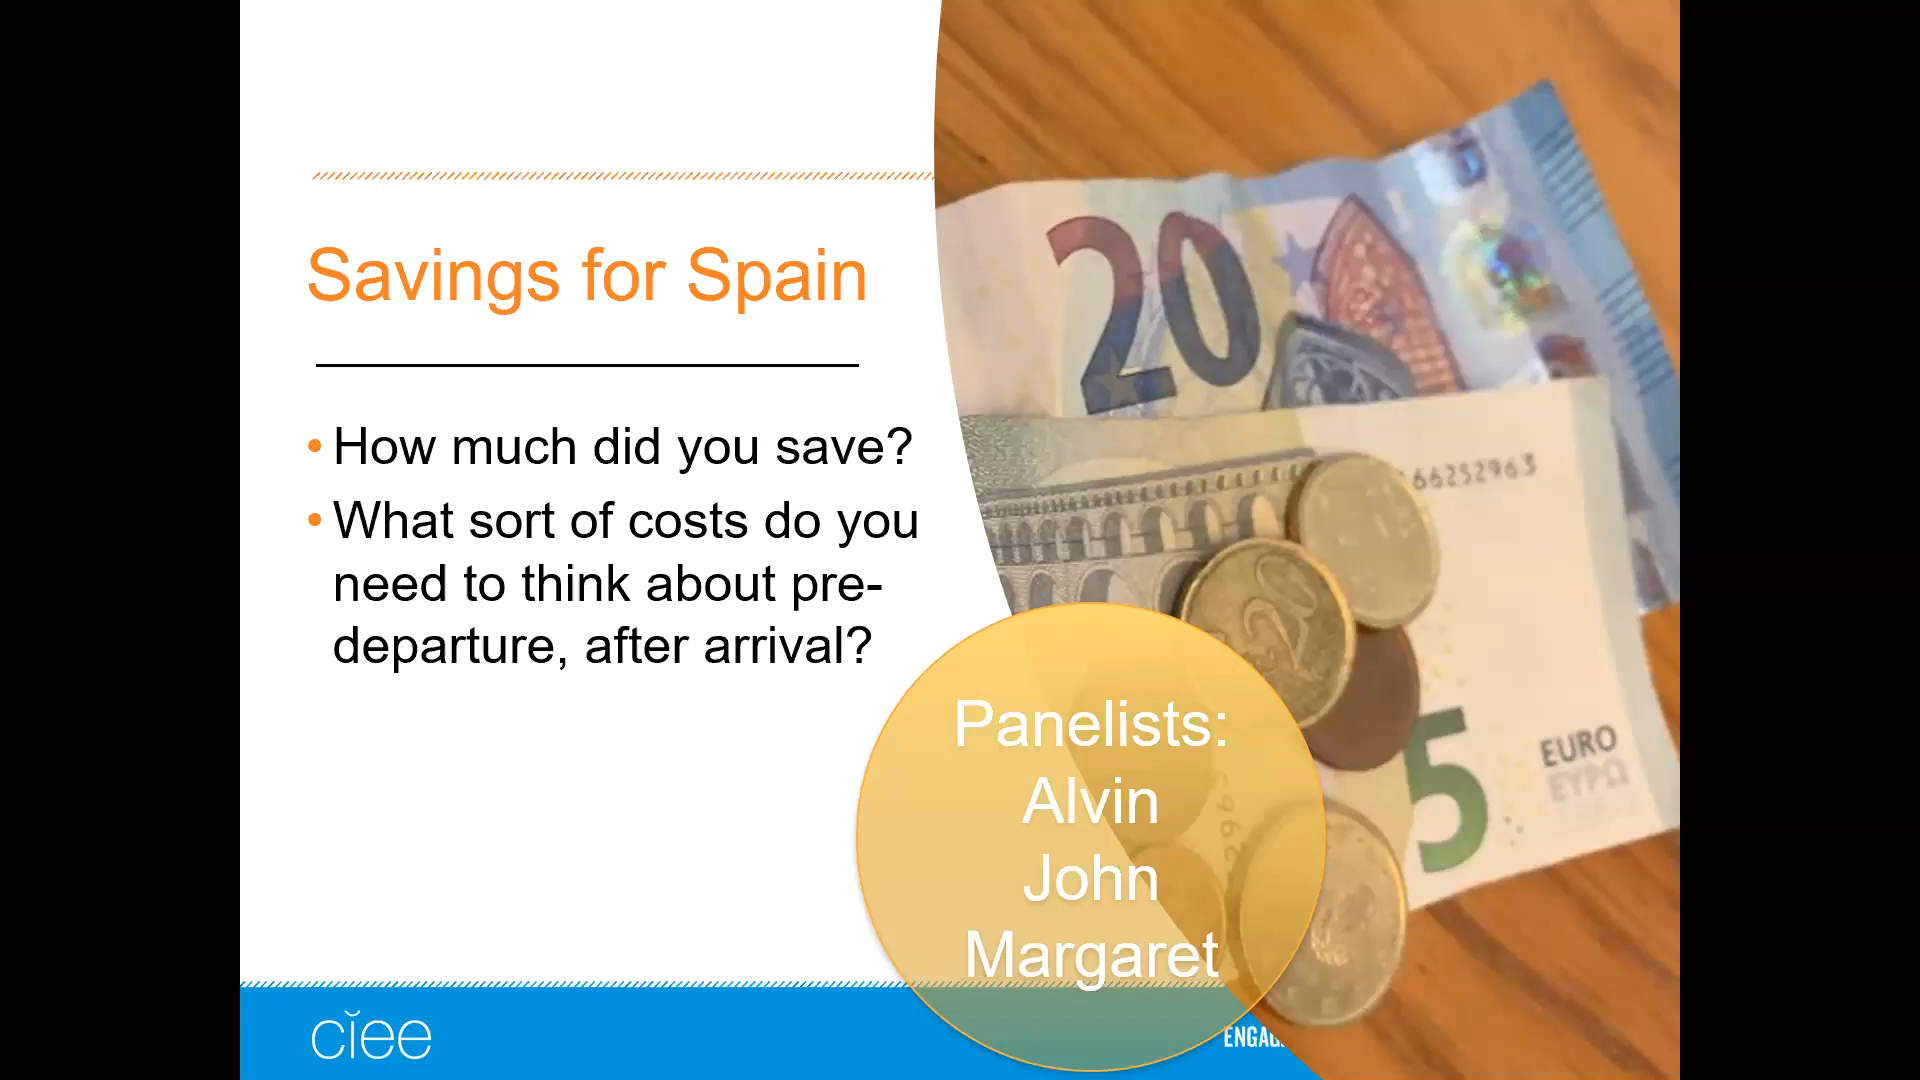 Savings for Spain
• How much did you save?
• What sort of costs do you
need to think about pre-
departure, after arrival?
20
66252963
20
5
EURO
ΕΥΡΩ
Panelists:
Alvin
John
Margaret
ciee